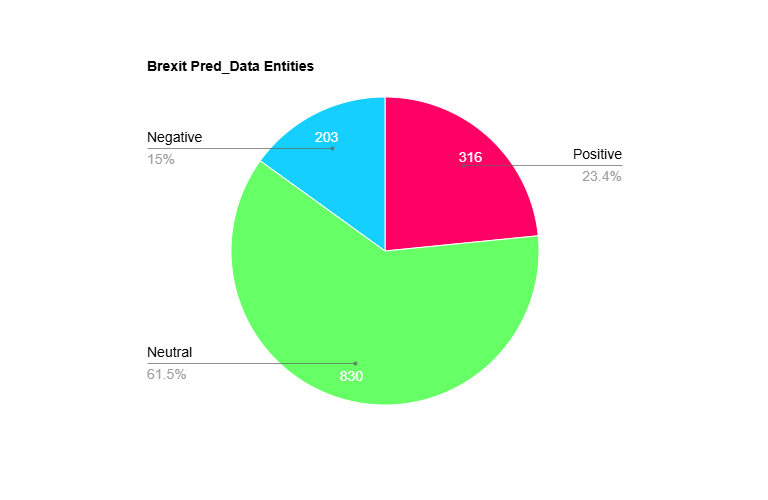 Brexit Pred_Data Entities
Negative
15%
203
316
Positive
23.4%
Neutral
61.5%
830